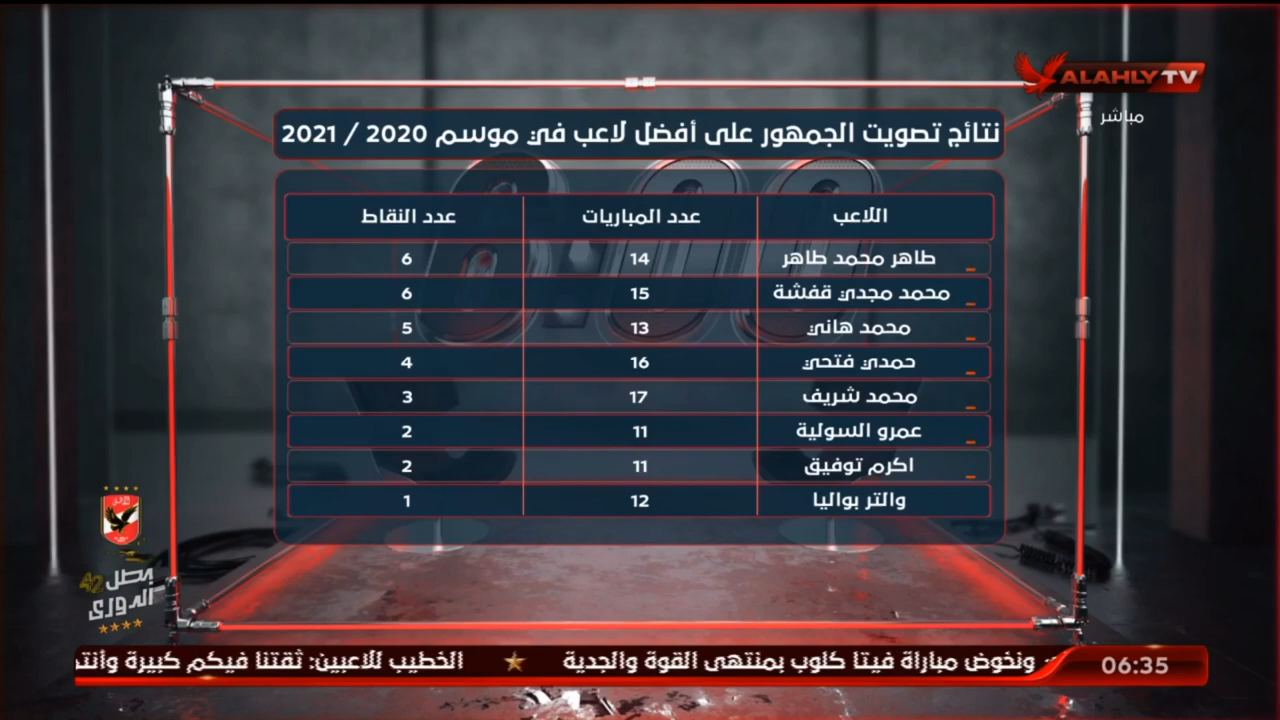 ALAHLY TV
مباشر
نتائج تصويت الجمهور على أفضل لاعب في موسم 2020 / 2021
اللاعب عدد المباريات عدد النقاط
طاهر محمد طاهر 14 6
محمد مجدي قفشة 15 6
محمد هاني 13 5
حمدي فتحي 16 4
محمد شريف 17 3
عمرو السولية 11 2
اكرم توفيق 11 2
والتر بواليا 12 1
بطل 42
الدورى
06:35 ونخوض مباراة فيتا كلوب بمنتهى القوة والجدية الخطيب للاعبين: ثقتنا فيكم كبيرة